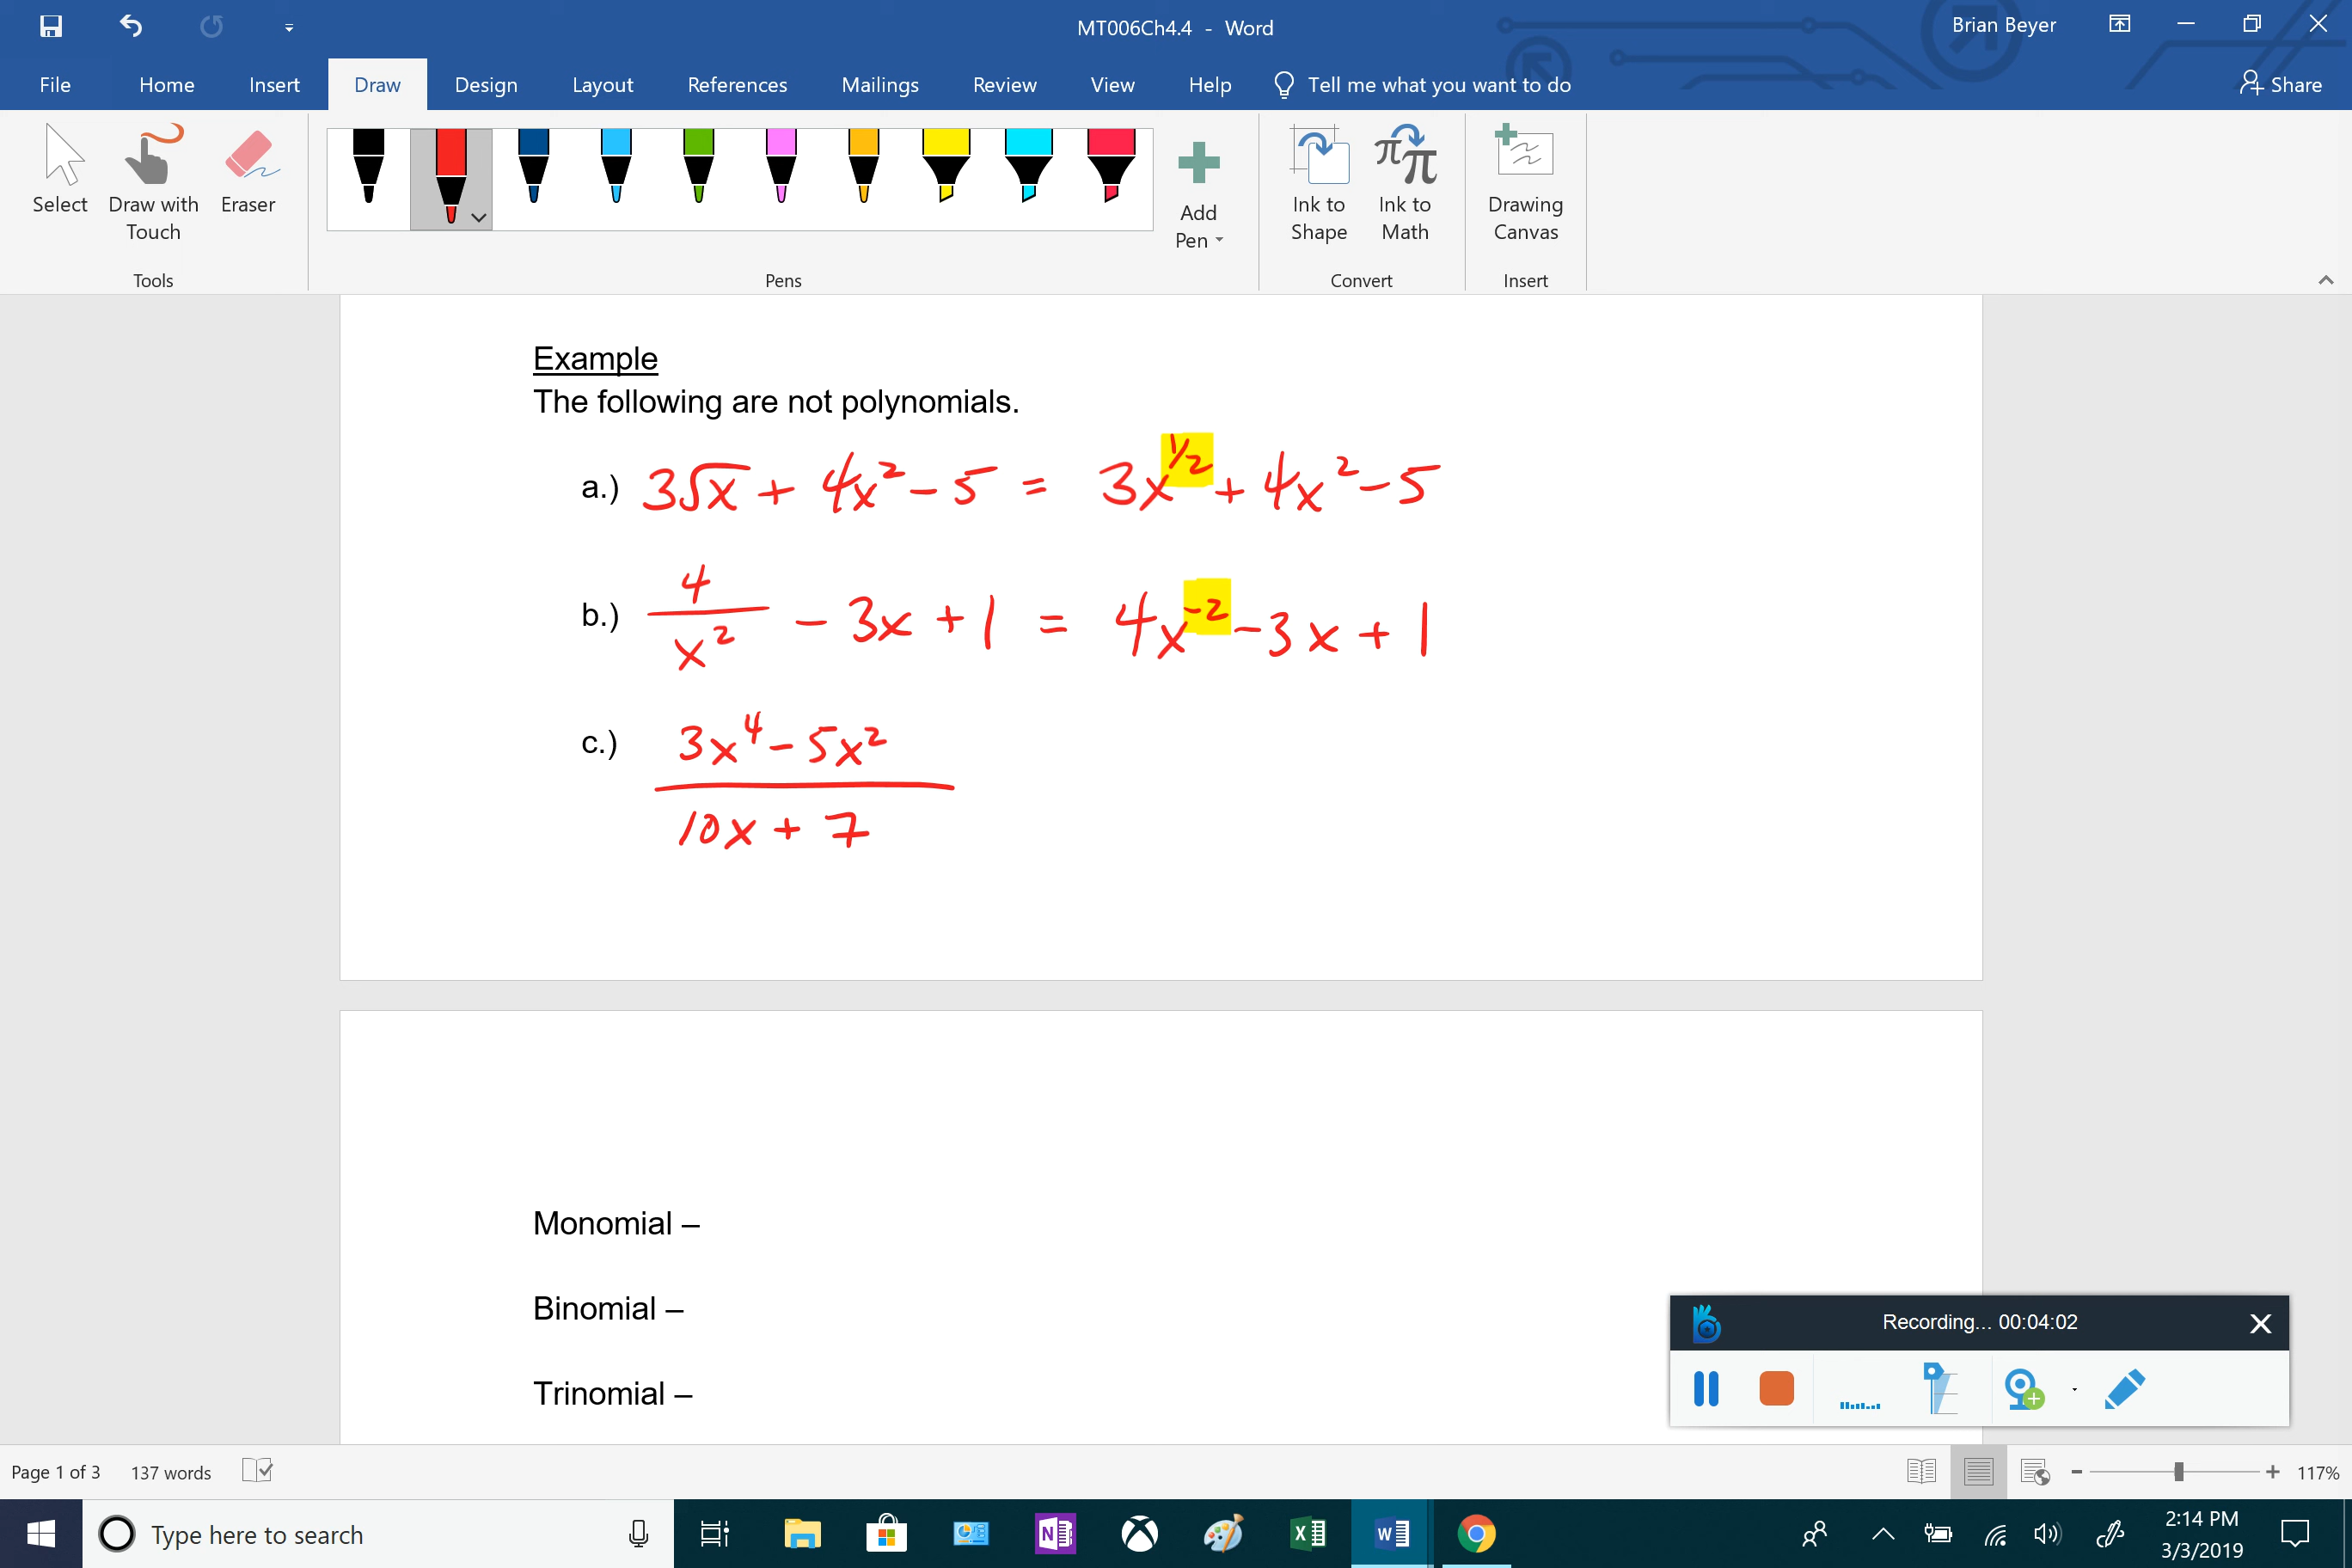 MT006Ch4.4 - Word
Brian Beyer
File Home Insert Draw Design Layout References Mailings Review View Help Tell me what you want to do Share
Select Draw with Touch Eraser
Add Pen
Ink to Shape Ink to Math
Drawing Canvas
Tools Pens Convert Insert
Example
The following are not polynomials.
a.) 3√x + 4x² - 5 = 3x^{1/2} + 4x² - 5
b.) 4/x² - 3x + 1 = 4x⁻² - 3x + 1
c.) 3x⁴ - 5x²
10x + 7
Monomial –
Binomial –
Trinomial –
Recording... 00:04:02
Page 1 of 3 137 words 117%
Type here to search
2:14 PM
3/3/2019